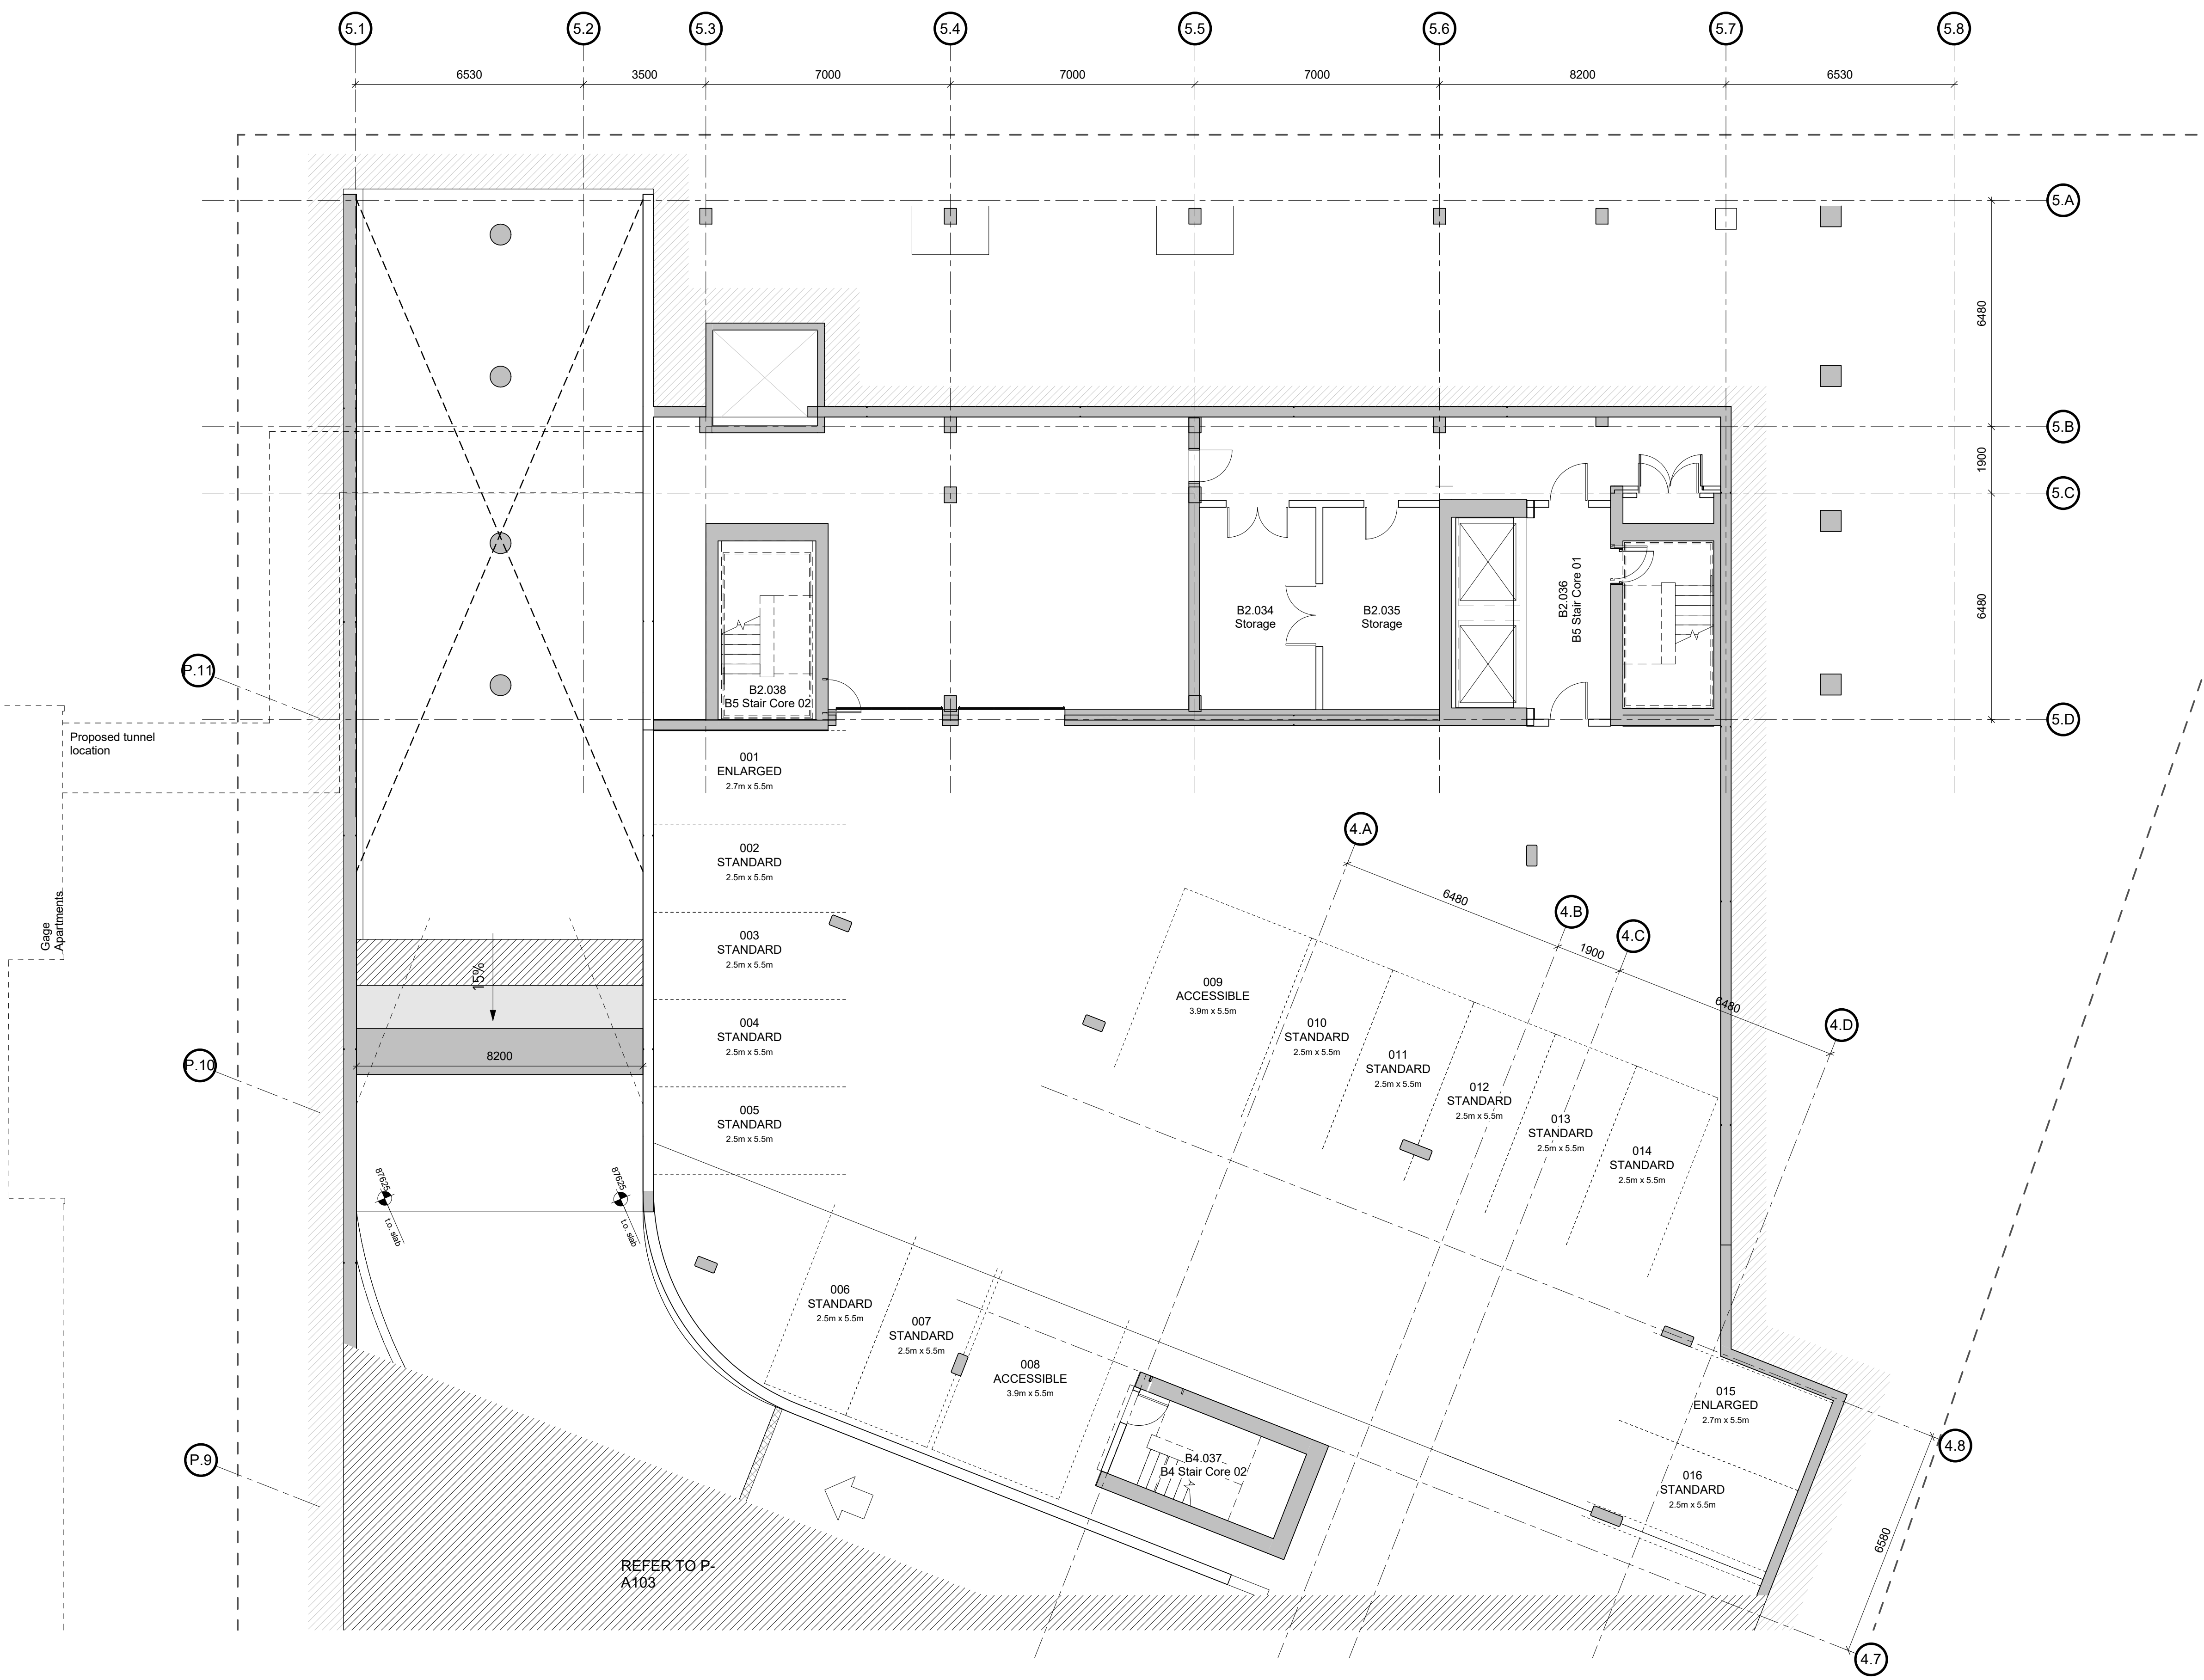 5.1
5.2
5.3
5.4
5.5
5.6
5.7
5.8
6530
3500
7000
7000
7000
8200
6530
5.A
6480
5.B
1900
5.C
6480
5.D
P.11
Proposed tunnel
location
Gage
Apartments
P.10
P.9
B2.034
Storage
B2.035
Storage
B2.036
B5 Stair Core 01
B2.038
B5 Stair Core 02
001
ENLARGED
2.7m x 5.5m
002
STANDARD
2.5m x 5.5m
003
STANDARD
2.5m x 5.5m
004
STANDARD
2.5m x 5.5m
005
STANDARD
2.5m x 5.5m
15%
8200
87625
t.o. slab
87625
t.o. slab
4.A
6480
4.B
1900
4.C
6480
4.D
009
ACCESSIBLE
3.9m x 5.5m
010
STANDARD
2.5m x 5.5m
011
STANDARD
2.5m x 5.5m
012
STANDARD
2.5m x 5.5m
013
STANDARD
2.5m x 5.5m
014
STANDARD
2.5m x 5.5m
006
STANDARD
2.5m x 5.5m
007
STANDARD
2.5m x 5.5m
008
ACCESSIBLE
3.9m x 5.5m
B4.037
B4 Stair Core 02
015
ENLARGED
2.7m x 5.5m
016
STANDARD
2.5m x 5.5m
4.8
6580
4.7
REFER TO P-
A103